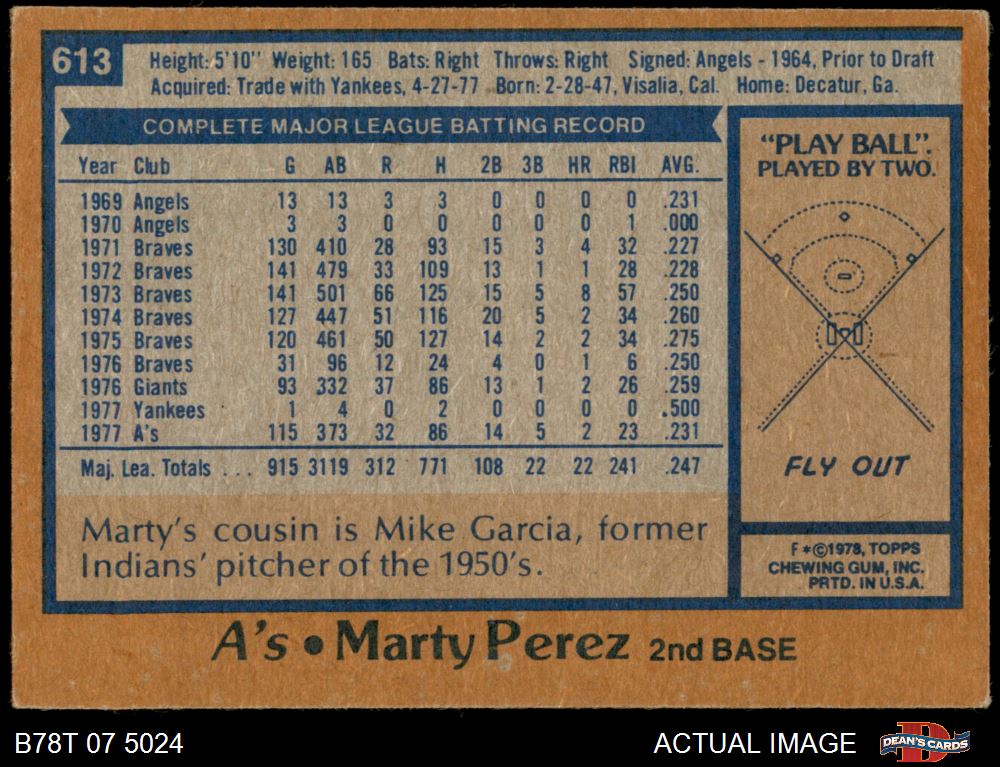 613
Height: 5'10" Weight: 165 Bats: Right Throws: Right Signed: Angels - 1964, Prior to Draft
Acquired: Trade with Yankees, 4-27-77 Born: 2-28-47, Visalia, Cal. Home: Decatur, Ga.
COMPLETE MAJOR LEAGUE BATTING RECORD
Year Club G AB R H 2B 3B HR RBI AVG.
1969 Angels 13 13 3 3 0 0 0 0 .231
1970 Angels 3 3 0 0 0 0 0 1 .000
1971 Braves 130 410 28 93 15 3 4 32 .227
1972 Braves 141 479 33 109 13 1 1 28 .228
1973 Braves 141 501 66 125 15 5 8 57 .250
1974 Braves 127 447 51 116 20 5 2 34 .260
1975 Braves 120 461 50 127 14 2 2 34 .275
1976 Braves 31 96 12 24 4 0 1 6 .250
1976 Giants 93 332 37 86 13 1 2 26 .259
1977 Yankees 1 4 0 2 0 0 0 0 .500
1977 A's 115 373 32 86 14 5 2 23 .231
Maj. Lea. Totals ... 915 3119 312 771 108 22 22 241 .247
Marty's cousin is Mike Garcia, former
Indians' pitcher of the 1950's.
"PLAY BALL".
PLAYED BY TWO.
FLY OUT
F*©1978, TOPPS
CHEWING GUM, INC.
PRTD. IN U.S.A.
A's • Marty Perez 2nd BASE
B78T 07 5024
ACTUAL IMAGE
DEAN'S CARDS